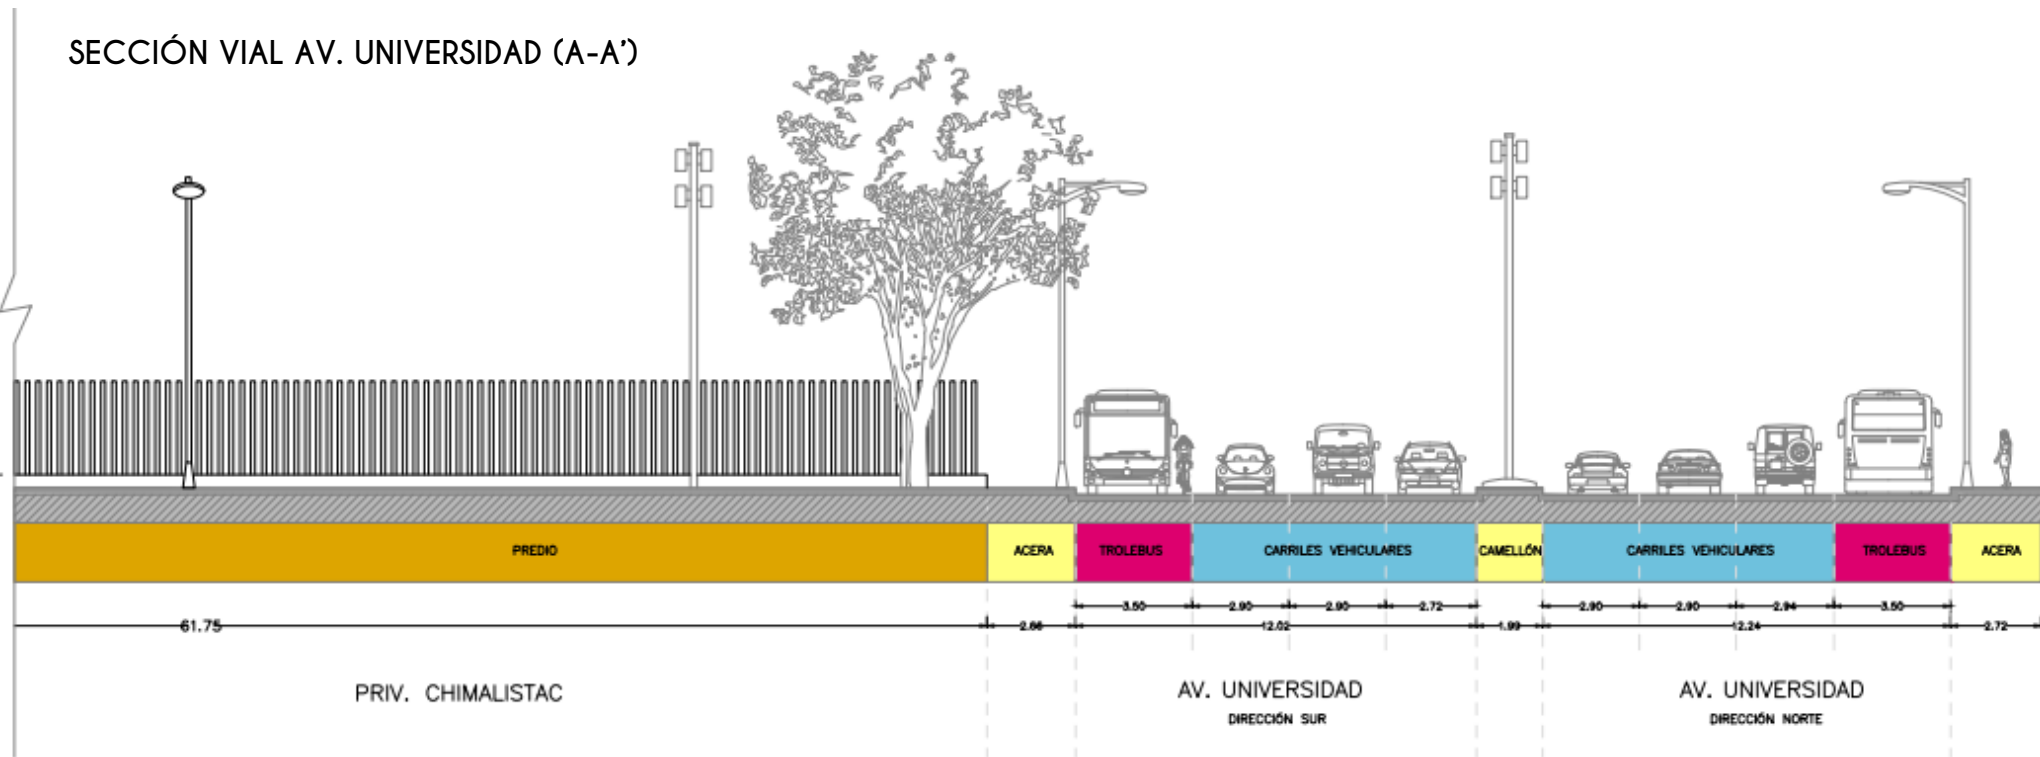 SECCIÓN VIAL AV. UNIVERSIDAD (A-A')
PREDIO
ACERA
TROLEBUS
CARRILES VEHICULARES
CAMELLÓN
CARRILES VEHICULARES
TROLEBUS
ACERA
3.50
2.90
2.90
2.72
2.90
2.90
2.94
3.50
61.75
2.66
12.02
1.99
12.24
2.72
PRIV. CHIMALISTAC
AV. UNIVERSIDAD
DIRECCIÓN SUR
AV. UNIVERSIDAD
DIRECCIÓN NORTE